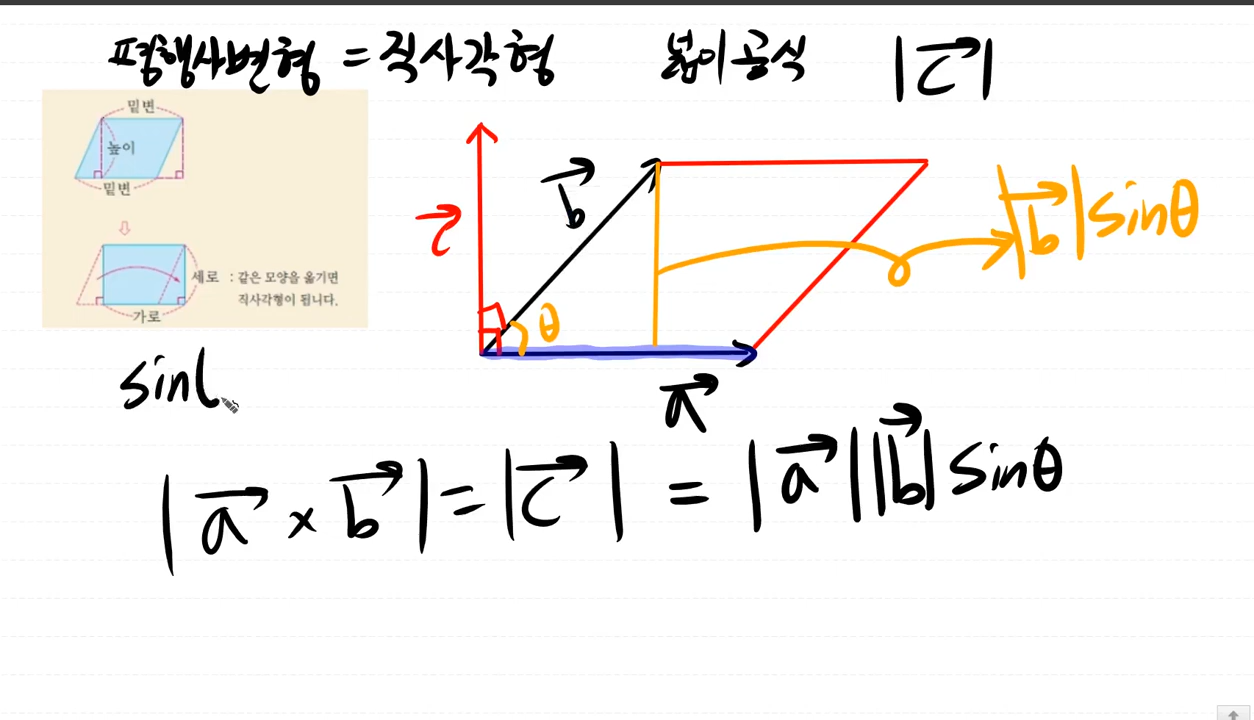 평행사변형 = 직사각형 넓이 공식 |c→|
밑변
높이
밑변
세로 : 같은 모양을 옮기면
직사각형이 됩니다.
가로
c→
b→
θ
a→
|b→|sinθ
sin(
|a→ × b→| = |c→| = |a→||b→| sinθ